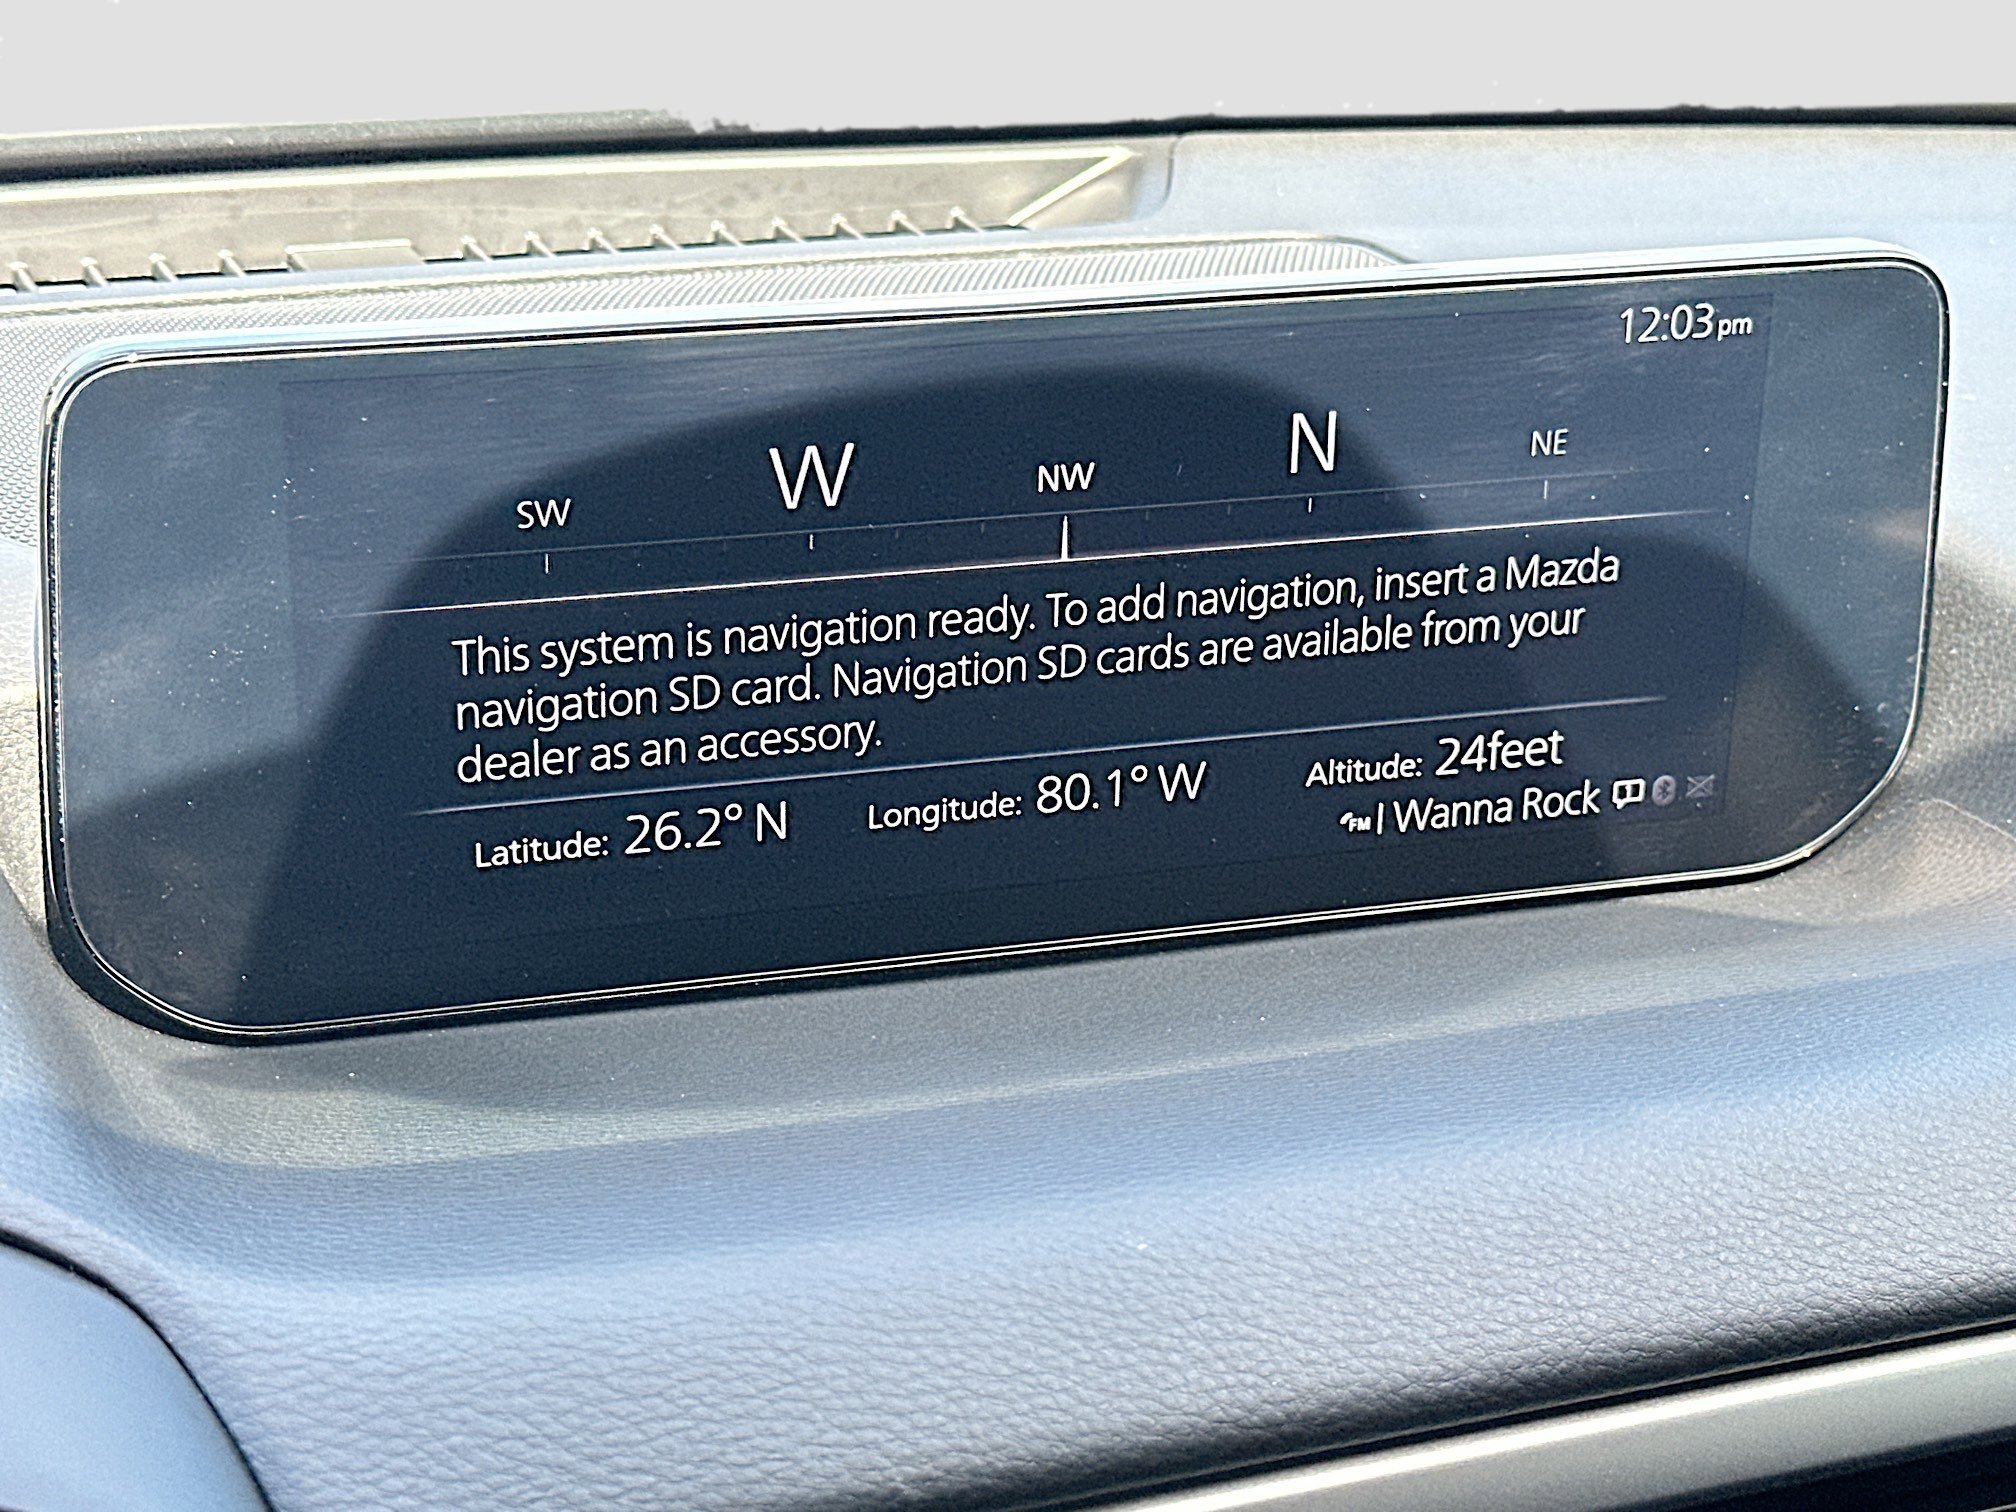 12:03pm
SW W NW N NE
This system is navigation ready. To add navigation, insert a Mazda
navigation SD card. Navigation SD cards are available from your
dealer as an accessory.
Latitude: 26.2° N Longitude: 80.1° W Altitude: 24feet
FM I Wanna Rock